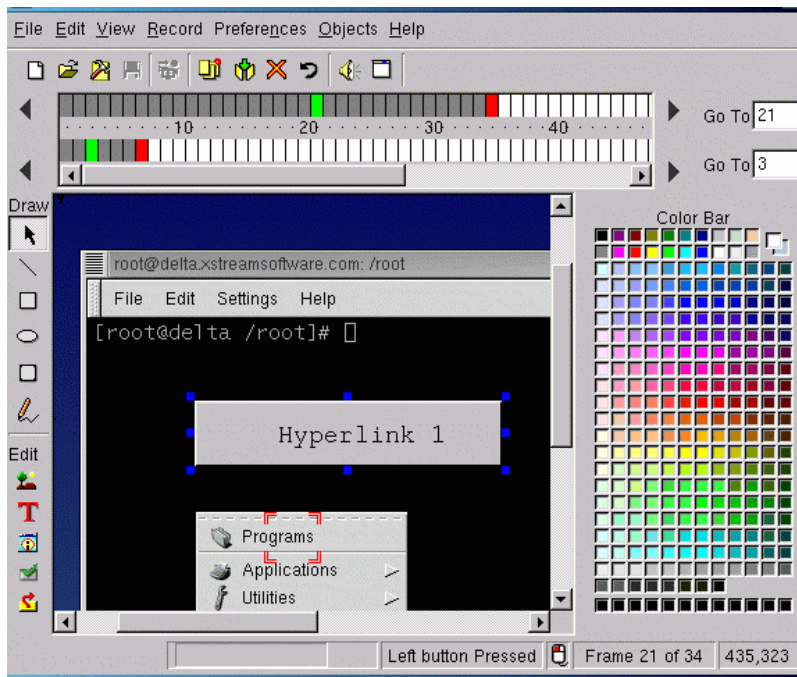 File Edit View Record Preferences Objects Help
Go To 21
10 20 30 40
Go To 3
Draw
Color Bar
root@delta.xstreamsoftware.com: /root
File Edit Settings Help
[root@delta /root]#
Hyperlink 1
Edit
T
Programs
Applications
Utilities
Left button Pressed Frame 21 of 34 435,323